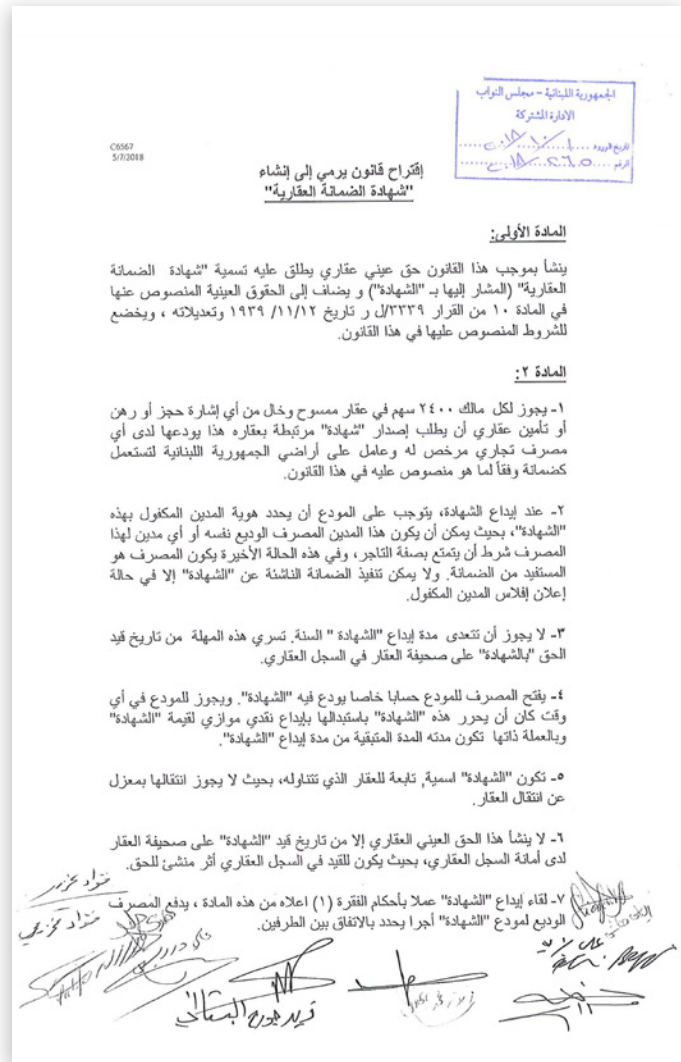 الجمهورية اللبنانية - مجلس النواب
الادارة المشتركة
تاريخ الورود
الرقم
C6567
5/7/2018
إقتراح قانون يرمي إلى إنشاء
"شهادة الضمانة العقارية"
المادة الأولى:
ينشأ بموجب هذا القانون حق عيني عقاري يطلق عليه تسمية "شهادة الضمانة
العقارية" (المشار إليها بـ "الشهادة") و يضاف إلى الحقوق العينية المنصوص عنها
في المادة ١٠ من القرار ٣٣٣٩/ل ر تاريخ ١٩٣٩/١١/١٢ وتعديلاته ، ويخضع
للشروط المنصوص عليها في هذا القانون.
المادة ٢:
١- يجوز لكل مالك ٢٤٠٠ سهم في عقار ممسوح وخال من أي إشارة حجز أو رهن
أو تأمين عقاري أن يطلب إصدار "شهادة" مرتبطة بعقاره هذا يودعها لدى أي
مصرف تجاري مرخص له وعامل على أراضي الجمهورية اللبنانية لتستعمل
كضمانة وفقاً لما هو منصوص عليه في هذا القانون.
٢- عند إيداع الشهادة، يتوجب على المودع أن يحدد هوية المدين المكفول بهذه
"الشهادة"، بحيث يمكن أن يكون هذا المدين المصرف الوديع نفسه أو أي مدين لهذا
المصرف شرط أن يتمتع بصفة التاجر، وفي هذه الحالة الأخيرة يكون المصرف هو
المستفيد من الضمانة. ولا يمكن تنفيذ الضمانة الناشئة عن "الشهادة" إلا في حالة
إعلان إفلاس المدين المكفول.
٣- لا يجوز أن تتعدى مدة إيداع "الشهادة " السنة. تسري هذه المهلة من تاريخ قيد
الحق "بالشهادة" على صحيفة العقار في السجل العقاري.
٤- يفتح المصرف للمودع حسابا خاصا يودع فيه "الشهادة". ويجوز للمودع في أي
وقت كان أن يحرر هذه "الشهادة" باستبدالها بإيداع نقدي موازي لقيمة "الشهادة"
وبالعملة ذاتها تكون مدته المدة المتبقية من مدة إيداع "الشهادة".
٥- تكون "الشهادة" اسمية, تابعة للعقار الذي تتناوله، بحيث لا يجوز انتقالها بمعزل
عن انتقال العقار.
٦- لا ينشأ هذا الحق العيني العقاري إلا من تاريخ قيد "الشهادة" على صحيفة العقار
لدى أمانة السجل العقاري، بحيث يكون للقيد في السجل العقاري أثر منشئ للحق.
٧- لقاء إيداع "الشهادة" عملا بأحكام الفقرة (١) اعلاه من هذه المادة ، يدفع المصرف
الوديع لمودع "الشهادة" أجرا يحدد بالاتفاق بين الطرفين.
فريد جورج البستاني